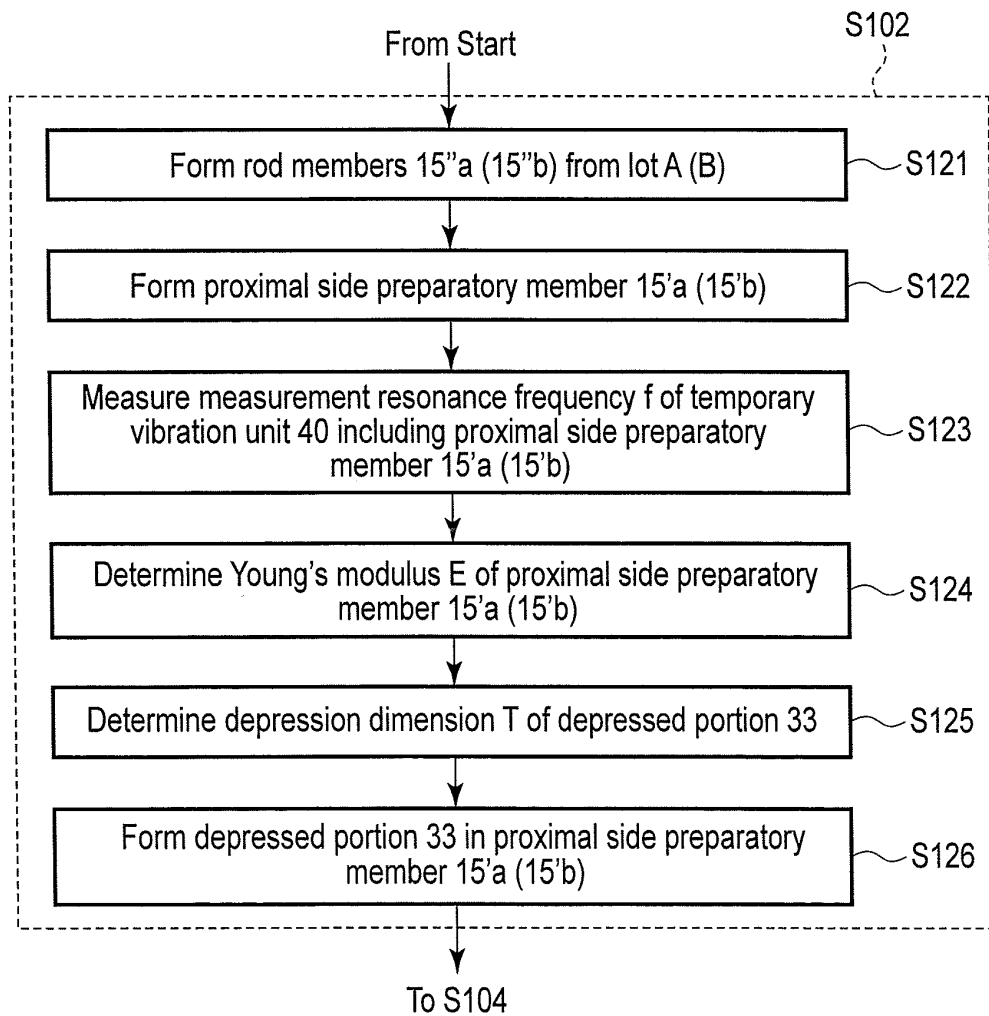 S102
From Start
Form rod members 15”a (15”b) from lot A (B)
S121
Form proximal side preparatory member 15’a (15’b)
S122
Measure measurement resonance frequency f of temporary
vibration unit 40 including proximal side preparatory
member 15’a (15’b)
S123
Determine Young’s modulus E of proximal side preparatory
member 15’a (15’b)
S124
Determine depression dimension T of depressed portion 33
S125
Form depressed portion 33 in proximal side preparatory
member 15’a (15’b)
S126
To S104